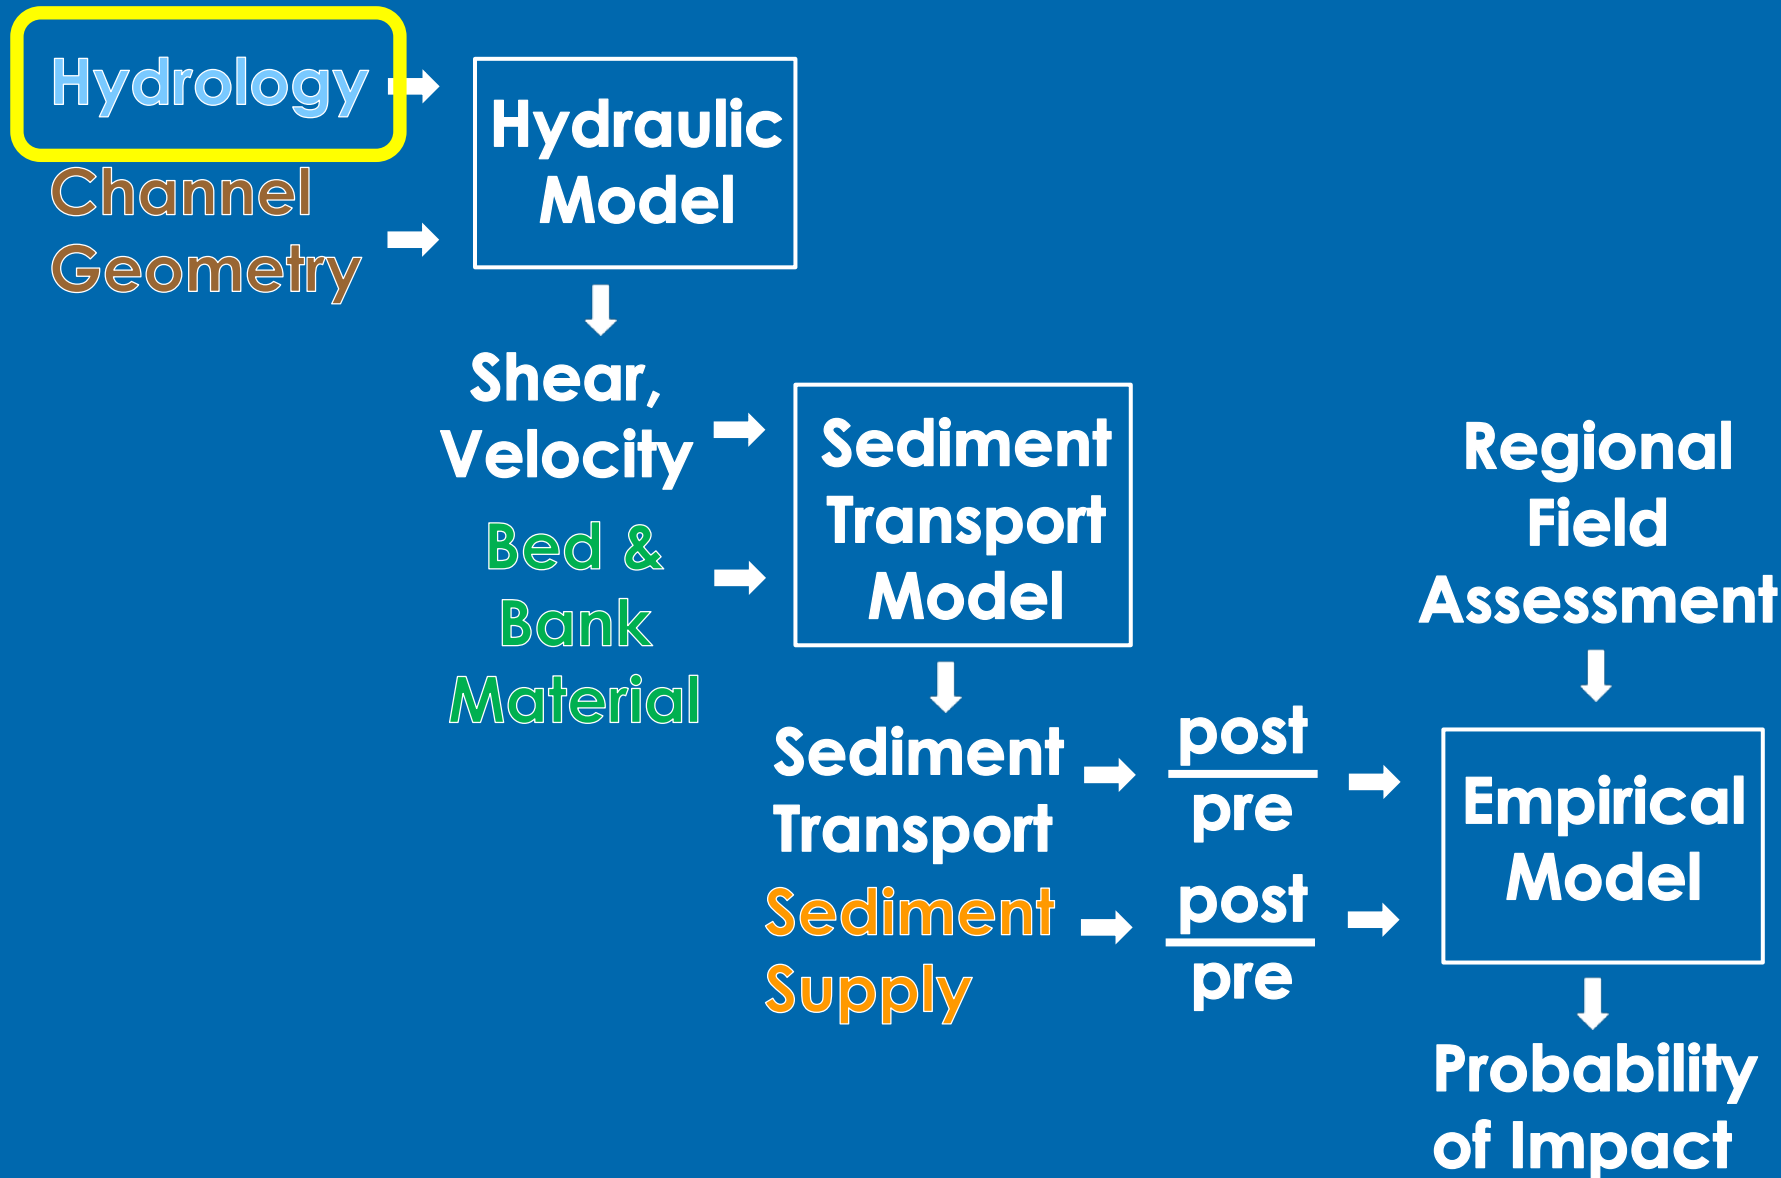 Hydrology
Channel
Geometry
Hydraulic
Model
Shear,
Velocity
Bed &
Bank
Material
Sediment
Transport
Model
Sediment
Transport
post
pre
Sediment
Supply
post
pre
Regional
Field
Assessment
Empirical
Model
Probability
of Impact